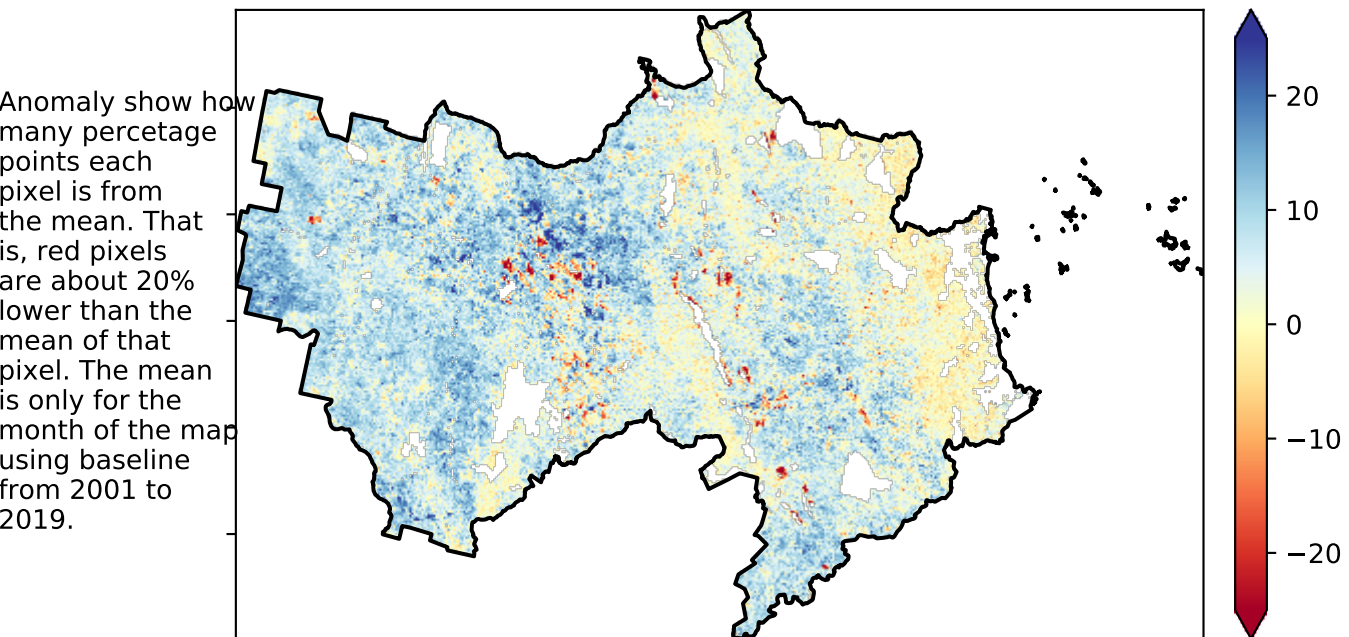 Anomaly show how
many percetage
points each
pixel is from
the mean. That
is, red pixels
are about 20%
lower than the
mean of that
pixel. The mean
is only for the
month of the map
using baseline
from 2001 to
2019.
20
10
0
−10
−20